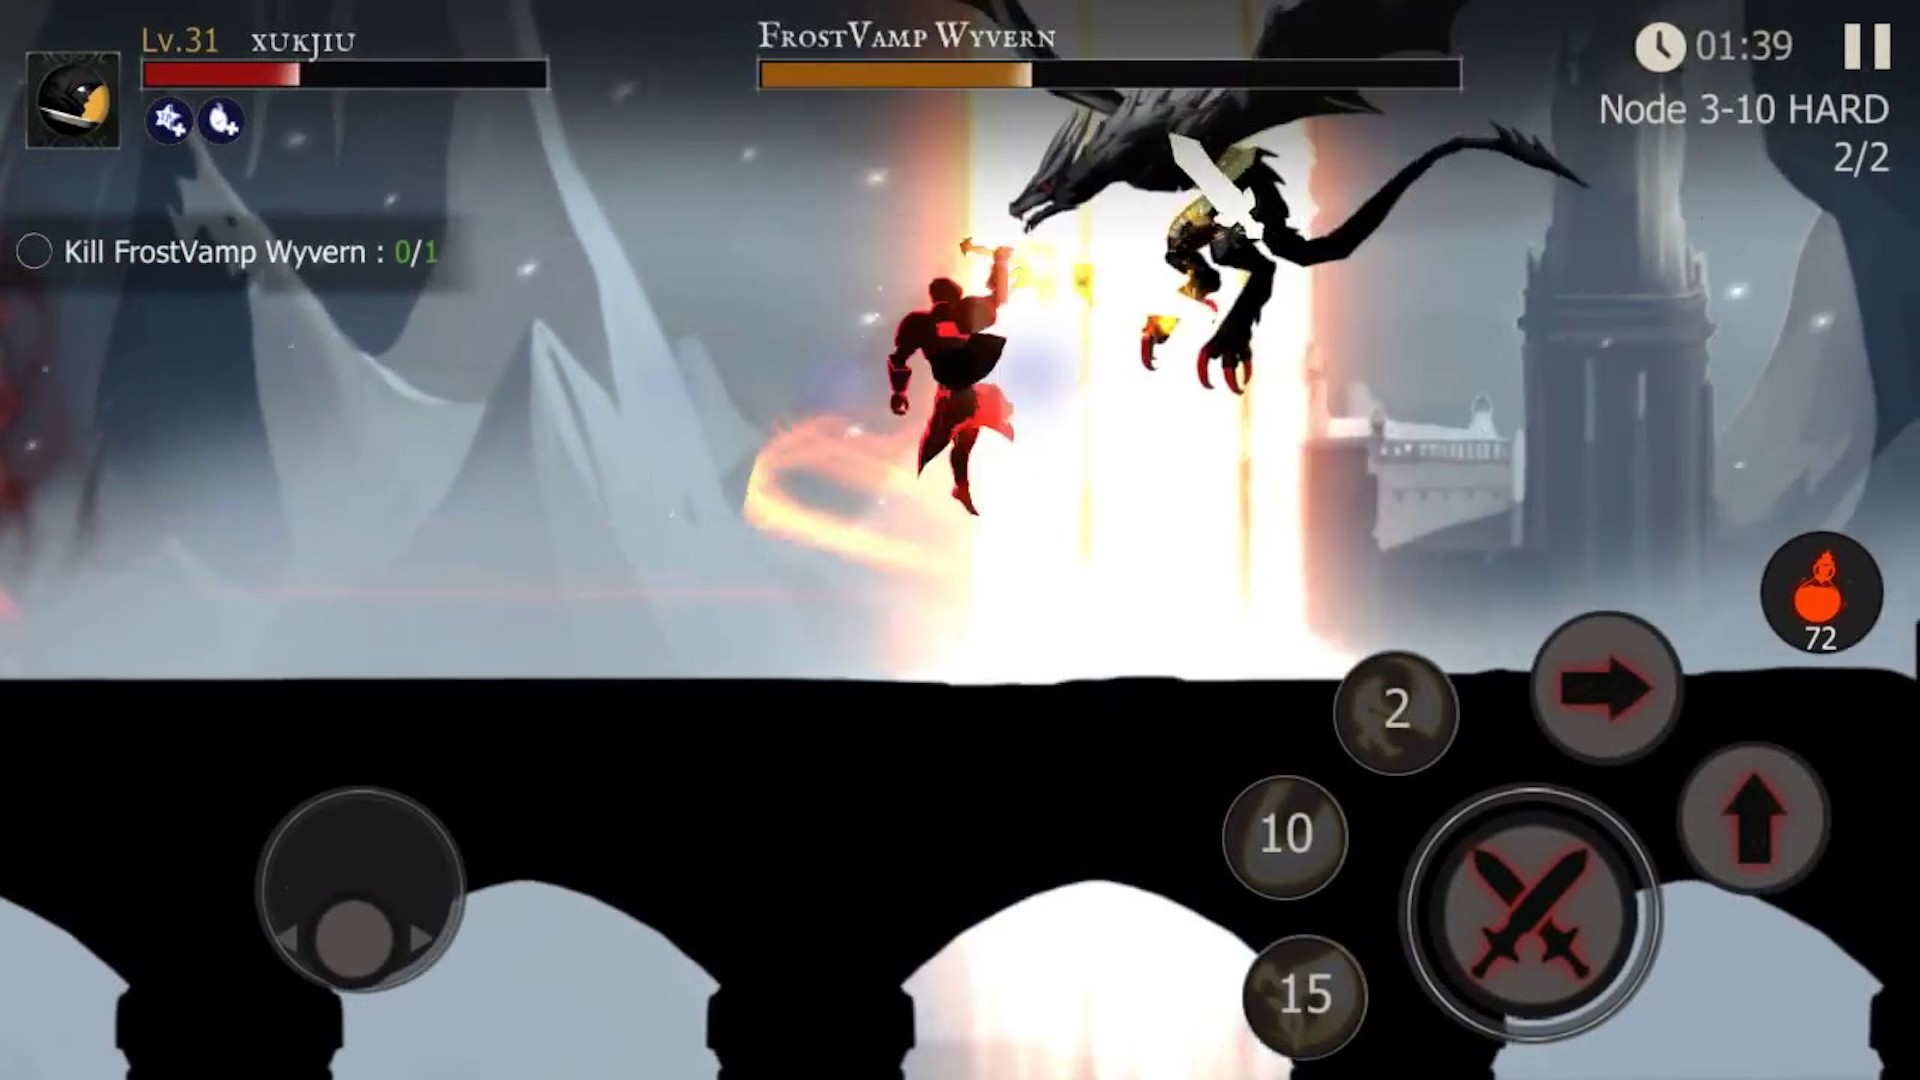 Lv.31 XUKJIU
FROSTVAMP WYVERN
01:39
Node 3-10 HARD
2/2
Kill FrostVamp Wyvern : 0/1
72
2
10
15